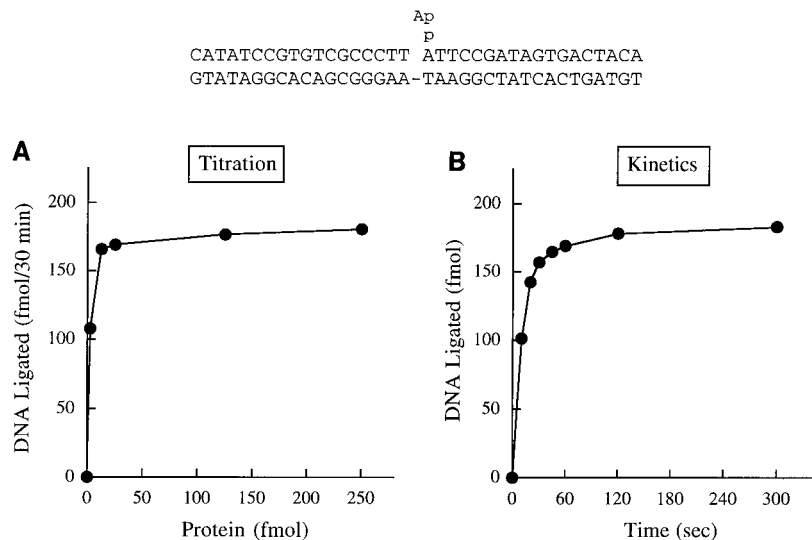 Ap
p
CATATCCGTGTCGCCCTT ATTCCGATAGTGACTACA
GTATAGGCACAGCGGGAA-TAAGGCTATCACTGATGT
A
Titration
DNA Ligated (fmol/30 min)
200
150
100
50
0
0 50 100 150 200 250
Protein (fmol)
B
Kinetics
DNA Ligated (fmol)
200
150
100
50
0
0 60 120 180 240 300
Time (sec)